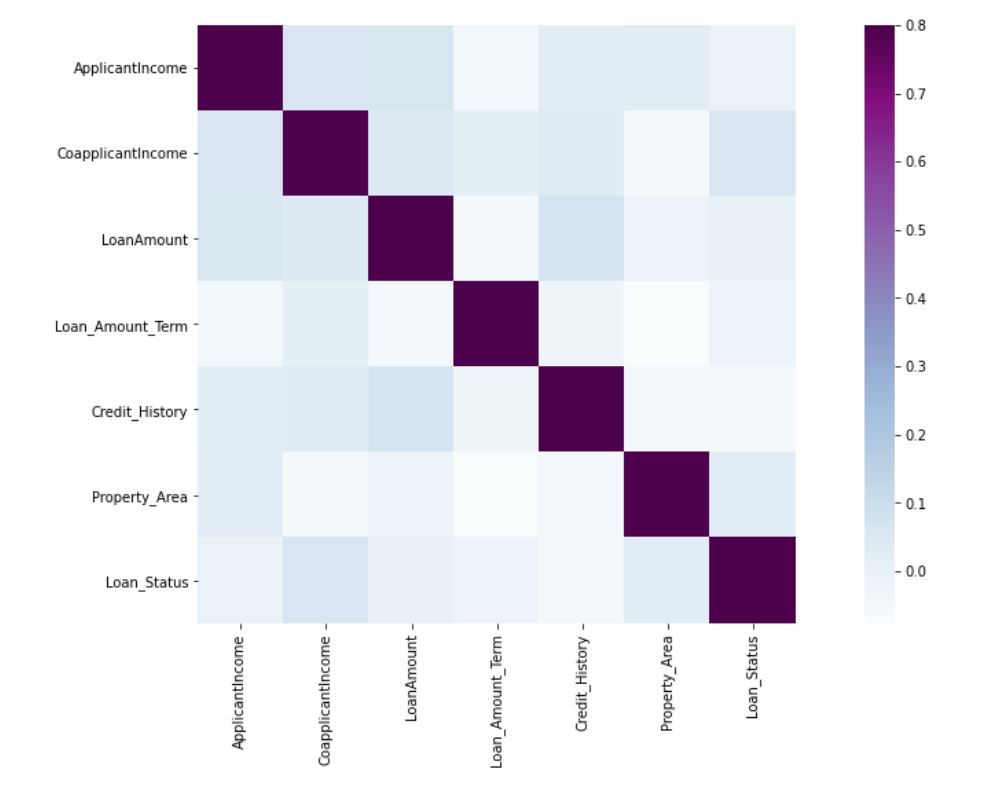 ApplicantIncome
CoapplicantIncome
LoanAmount
Loan_Amount_Term
Credit_History
Property_Area
Loan_Status
ApplicantIncome
CoapplicantIncome
LoanAmount
Loan_Amount_Term
Credit_History
Property_Area
Loan_Status
0.8
0.7
0.6
0.5
0.4
0.3
0.2
0.1
0.0